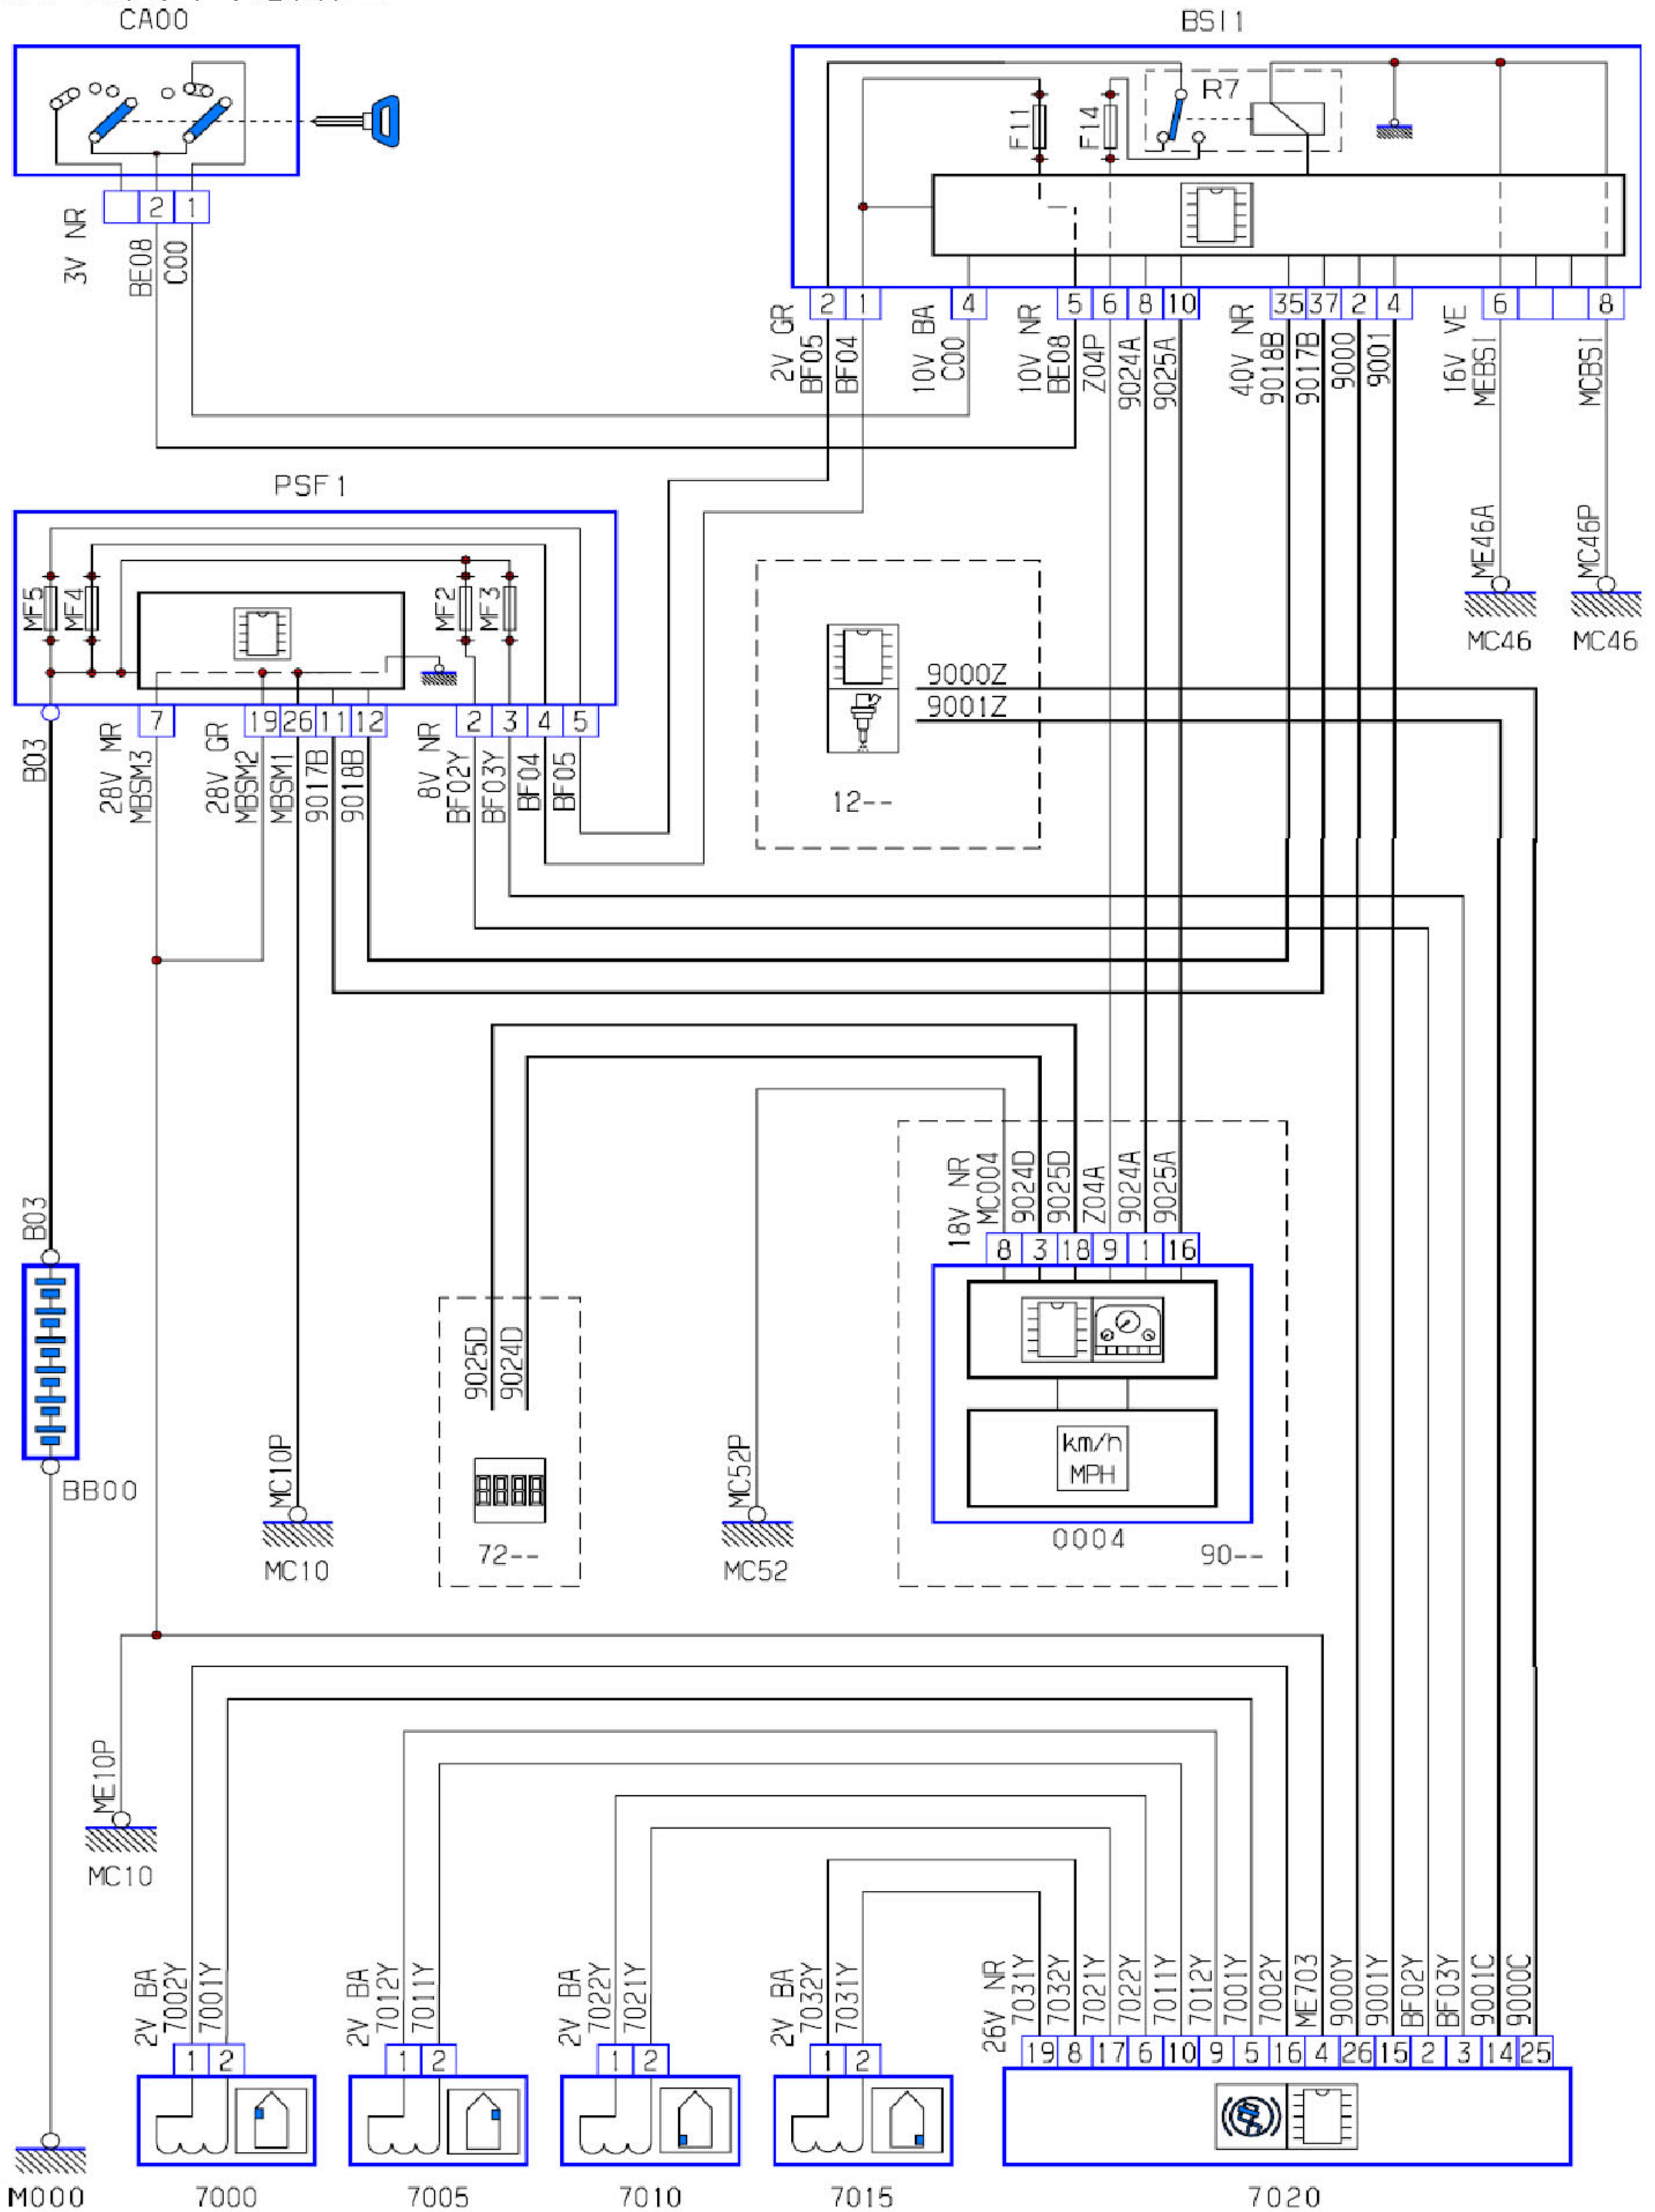 CA00
BSI1
R7
F11
F14
2 1
3V NR
BE08
C00
2 1 4 5 6 8 10 35 37 2 4 6 8
2V GR
BF05
BF04
10V BA
C00
10V NR
BE08
Z04P
9024A
9025A
40V NR
9018B
9017B
9000
9001
16V VE
MEBSI
MCBSI
ME46A
MC46P
MC46
MC46
PSF1
MF5
MF4
MF2
MF3
7 19 26 11 12 2 3 4 5
B03
28V MR
MBSM3
28V GR
MBSM2
MBSM1
9017B
9018B
8V NR
BF02Y
BF03Y
BF04
BF05
9000Z
9001Z
12--
18V NR
MC004
9024D
9025D
Z04A
9024A
9025A
8 3 18 9 1 16
B03
BB00
9025D
9024D
72--
MC10P
MC10
MC52P
MC52
km/h
MPH
0004
90--
ME10P
MC10
2V BA
7002Y
7001Y
2V BA
7012Y
7011Y
2V BA
7022Y
7021Y
2V BA
7032Y
7031Y
26V NR
7031Y
7032Y
7021Y
7022Y
7011Y
7012Y
7001Y
7002Y
ME703
9000Y
9001Y
BF02Y
BF03Y
9001C
9000C
1 2
1 2
1 2
1 2
19 8 17 6 10 9 5 16 4 26 15 2 3 14 25
M000
7000
7005
7010
7015
7020